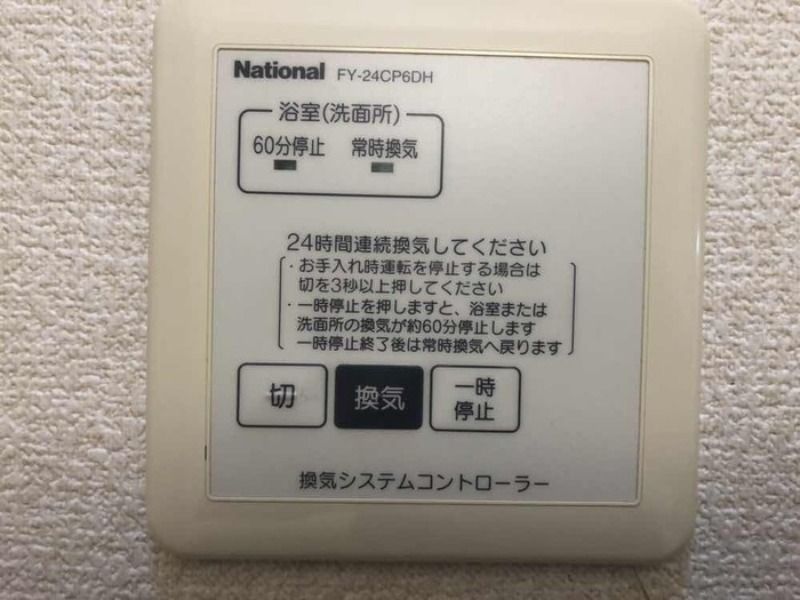 National FY-24CP6DH
浴室(洗面所)
60分停止 常時換気
24時間連続換気してください
・お手入れ時運転を停止する場合は
切を3秒以上押してください
・一時停止を押しますと、浴室または
洗面所の換気が約60分停止します
一時停止終了後は常時換気へ戻ります
切 換気 一時
停止
換気システムコントローラー